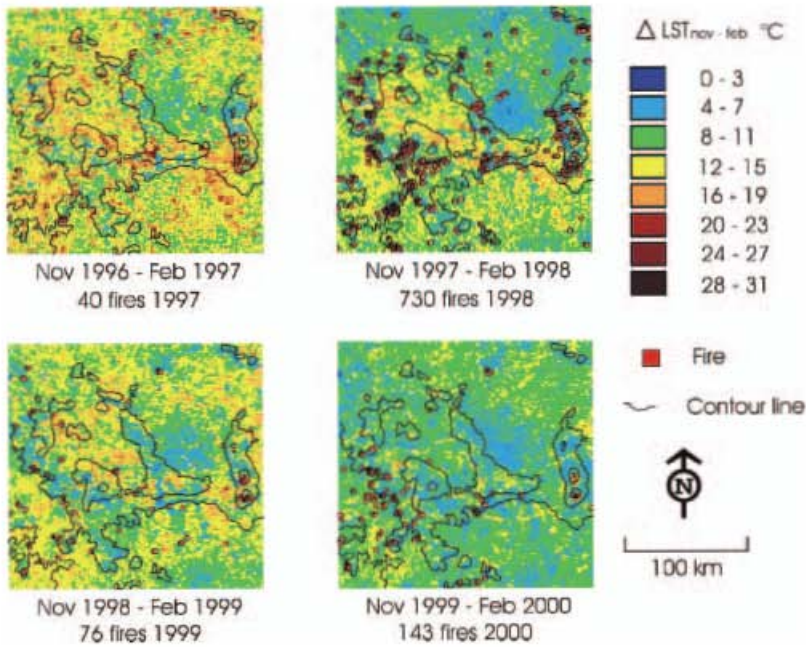 Nov 1996 - Feb 1997
40 fires 1997
Nov 1997 - Feb 1998
730 fires 1998
Nov 1998 - Feb 1999
76 fires 1999
Nov 1999 - Feb 2000
143 fires 2000
Δ LSTnov - feb °C
0 - 3
4 - 7
8 - 11
12 - 15
16 - 19
20 - 23
24 - 27
28 - 31
Fire
Contour line
N
100 km